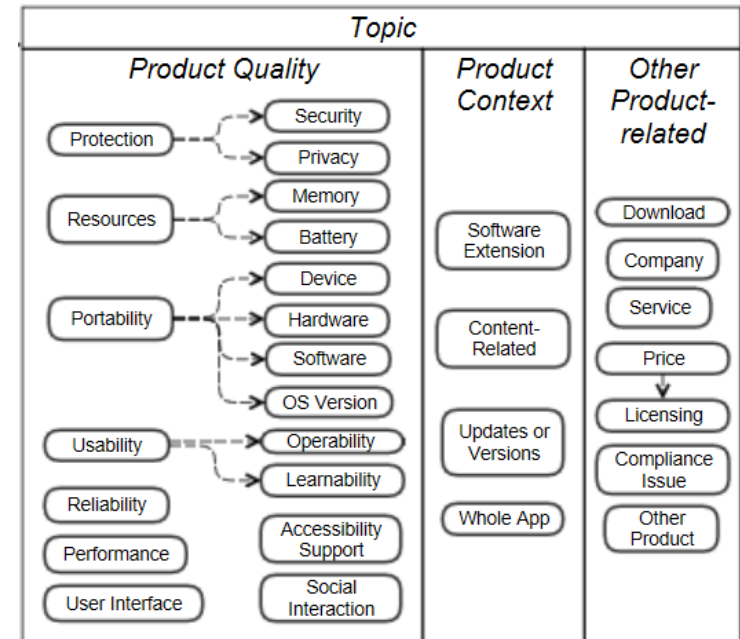 Topic
Product Quality
Protection
Security
Privacy
Resources
Memory
Battery
Portability
Device
Hardware
Software
OS Version
Usability
Operability
Learnability
Reliability
Performance
User Interface
Accessibility
Support
Social
Interaction
Product
Context
Software
Extension
Content-
Related
Updates or
Versions
Whole App
Other
Product-
related
Download
Company
Service
Price
Licensing
Compliance
Issue
Other
Product